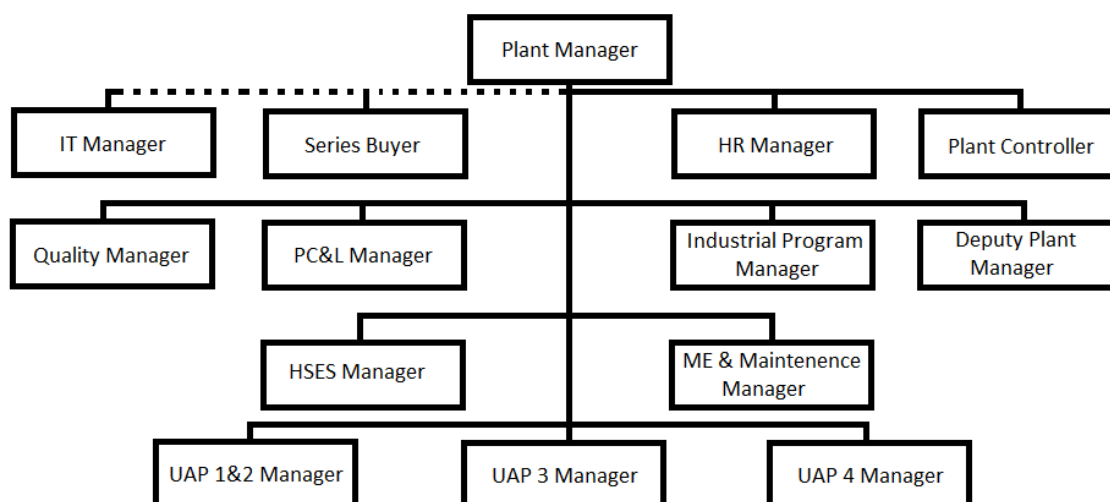 Plant Manager
IT Manager
Series Buyer
HR Manager
Plant Controller
Quality Manager
PC&L Manager
Industrial Program
Manager
Deputy Plant
Manager
HSES Manager
ME & Maintenence
Manager
UAP 1&2 Manager
UAP 3 Manager
UAP 4 Manager